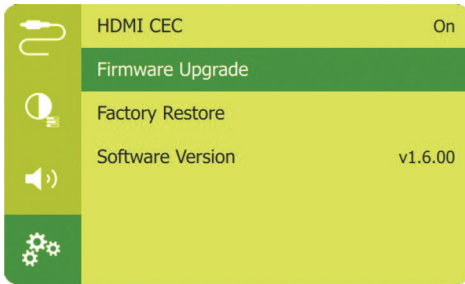 HDMI CEC On
Firmware Upgrade
Factory Restore
Software Version v1.6.00